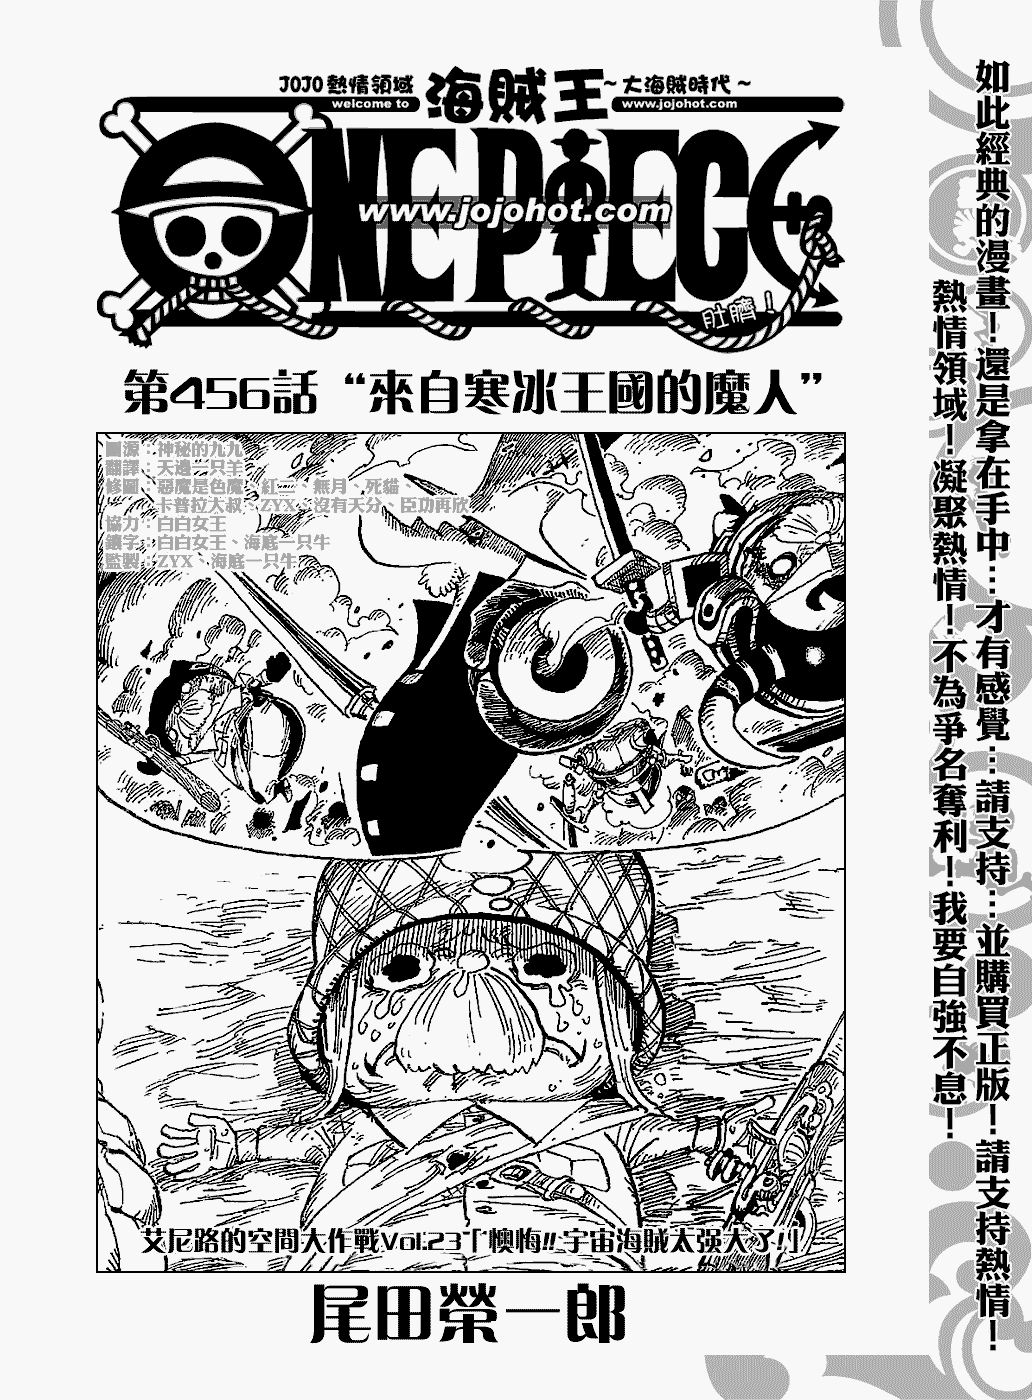 JOJO熱情領域 海賊王 ~大海賊時代~
welcome to www.jojohot.com
ONE PIECE
www.jojohot.com
肚臍!
第456話 “來自寒冰王國的魔人”
圖源:神秘的九九
翻譯:天邊一只羊
修圖:惡魔是色魔、紅一、無月、死貓
卡普拉大叔、ZYX、沒有天分、臣功再欣
協力:白白女王
鑲字:白白女王、海底一只牛
監製:ZYX、海底一只牛
艾尼路的空間大作戰Vol.23「懊悔!!宇宙海賊太强大了!」
尾田榮一郎
如此經典的漫畫!還是拿在手中…才有感覺…請支持…並購買正版!請支持熱情!
熱情領域!凝聚熱情!不為爭名奪利!我要自強不息!